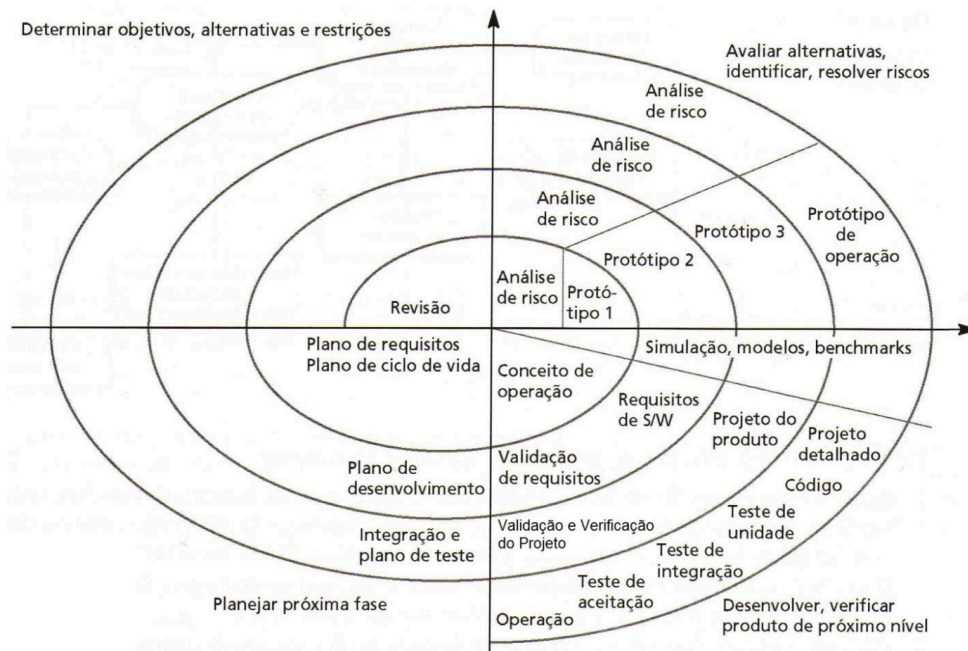 Determinar objetivos, alternativas e restrições
Avaliar alternativas,
identificar, resolver riscos
Análise
de risco
Análise
de risco
Análise
de risco
Protótipo
de
operação
Protótipo 3
Protótipo 2
Análise
de risco
Protó-
tipo 1
Revisão
Plano de requisitos
Plano de ciclo de vida
Simulação, modelos, benchmarks
Conceito de
operação
Requisitos
de S/W
Projeto do
produto
Projeto
detalhado
Código
Plano de
desenvolvimento
Validação
de requisitos
Teste de
unidade
Integração e
plano de teste
Validação e Verificação
do Projeto
Teste de
integração
Teste de
aceitação
Planejar próxima fase
Operação
Desenvolver, verificar
produto de próximo nível